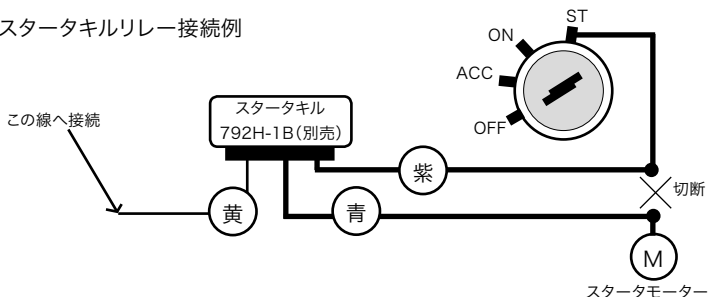 スタータキルリレー接続例
ST
ON
ACC
OFF
この線へ接続
スタータキル
792H-1B(別売)
紫
切断
黄
青
M
スタータモーター